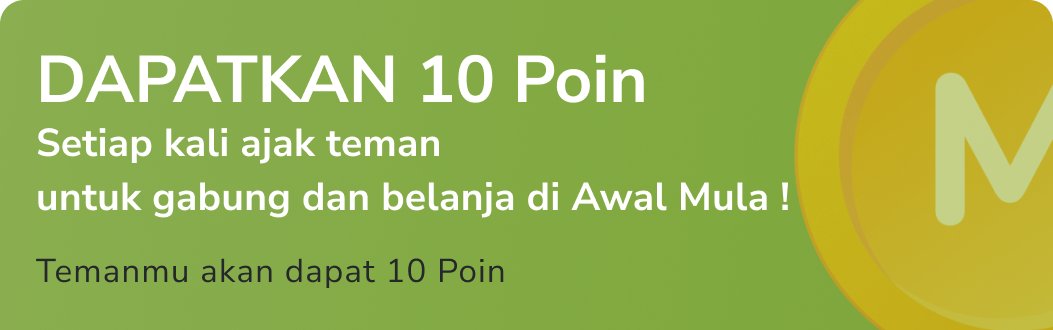 DAPATKAN 10 Poin
Setiap kali ajak teman
untuk gabung dan belanja di Awal Mula !
Temanmu akan dapat 10 Poin
M